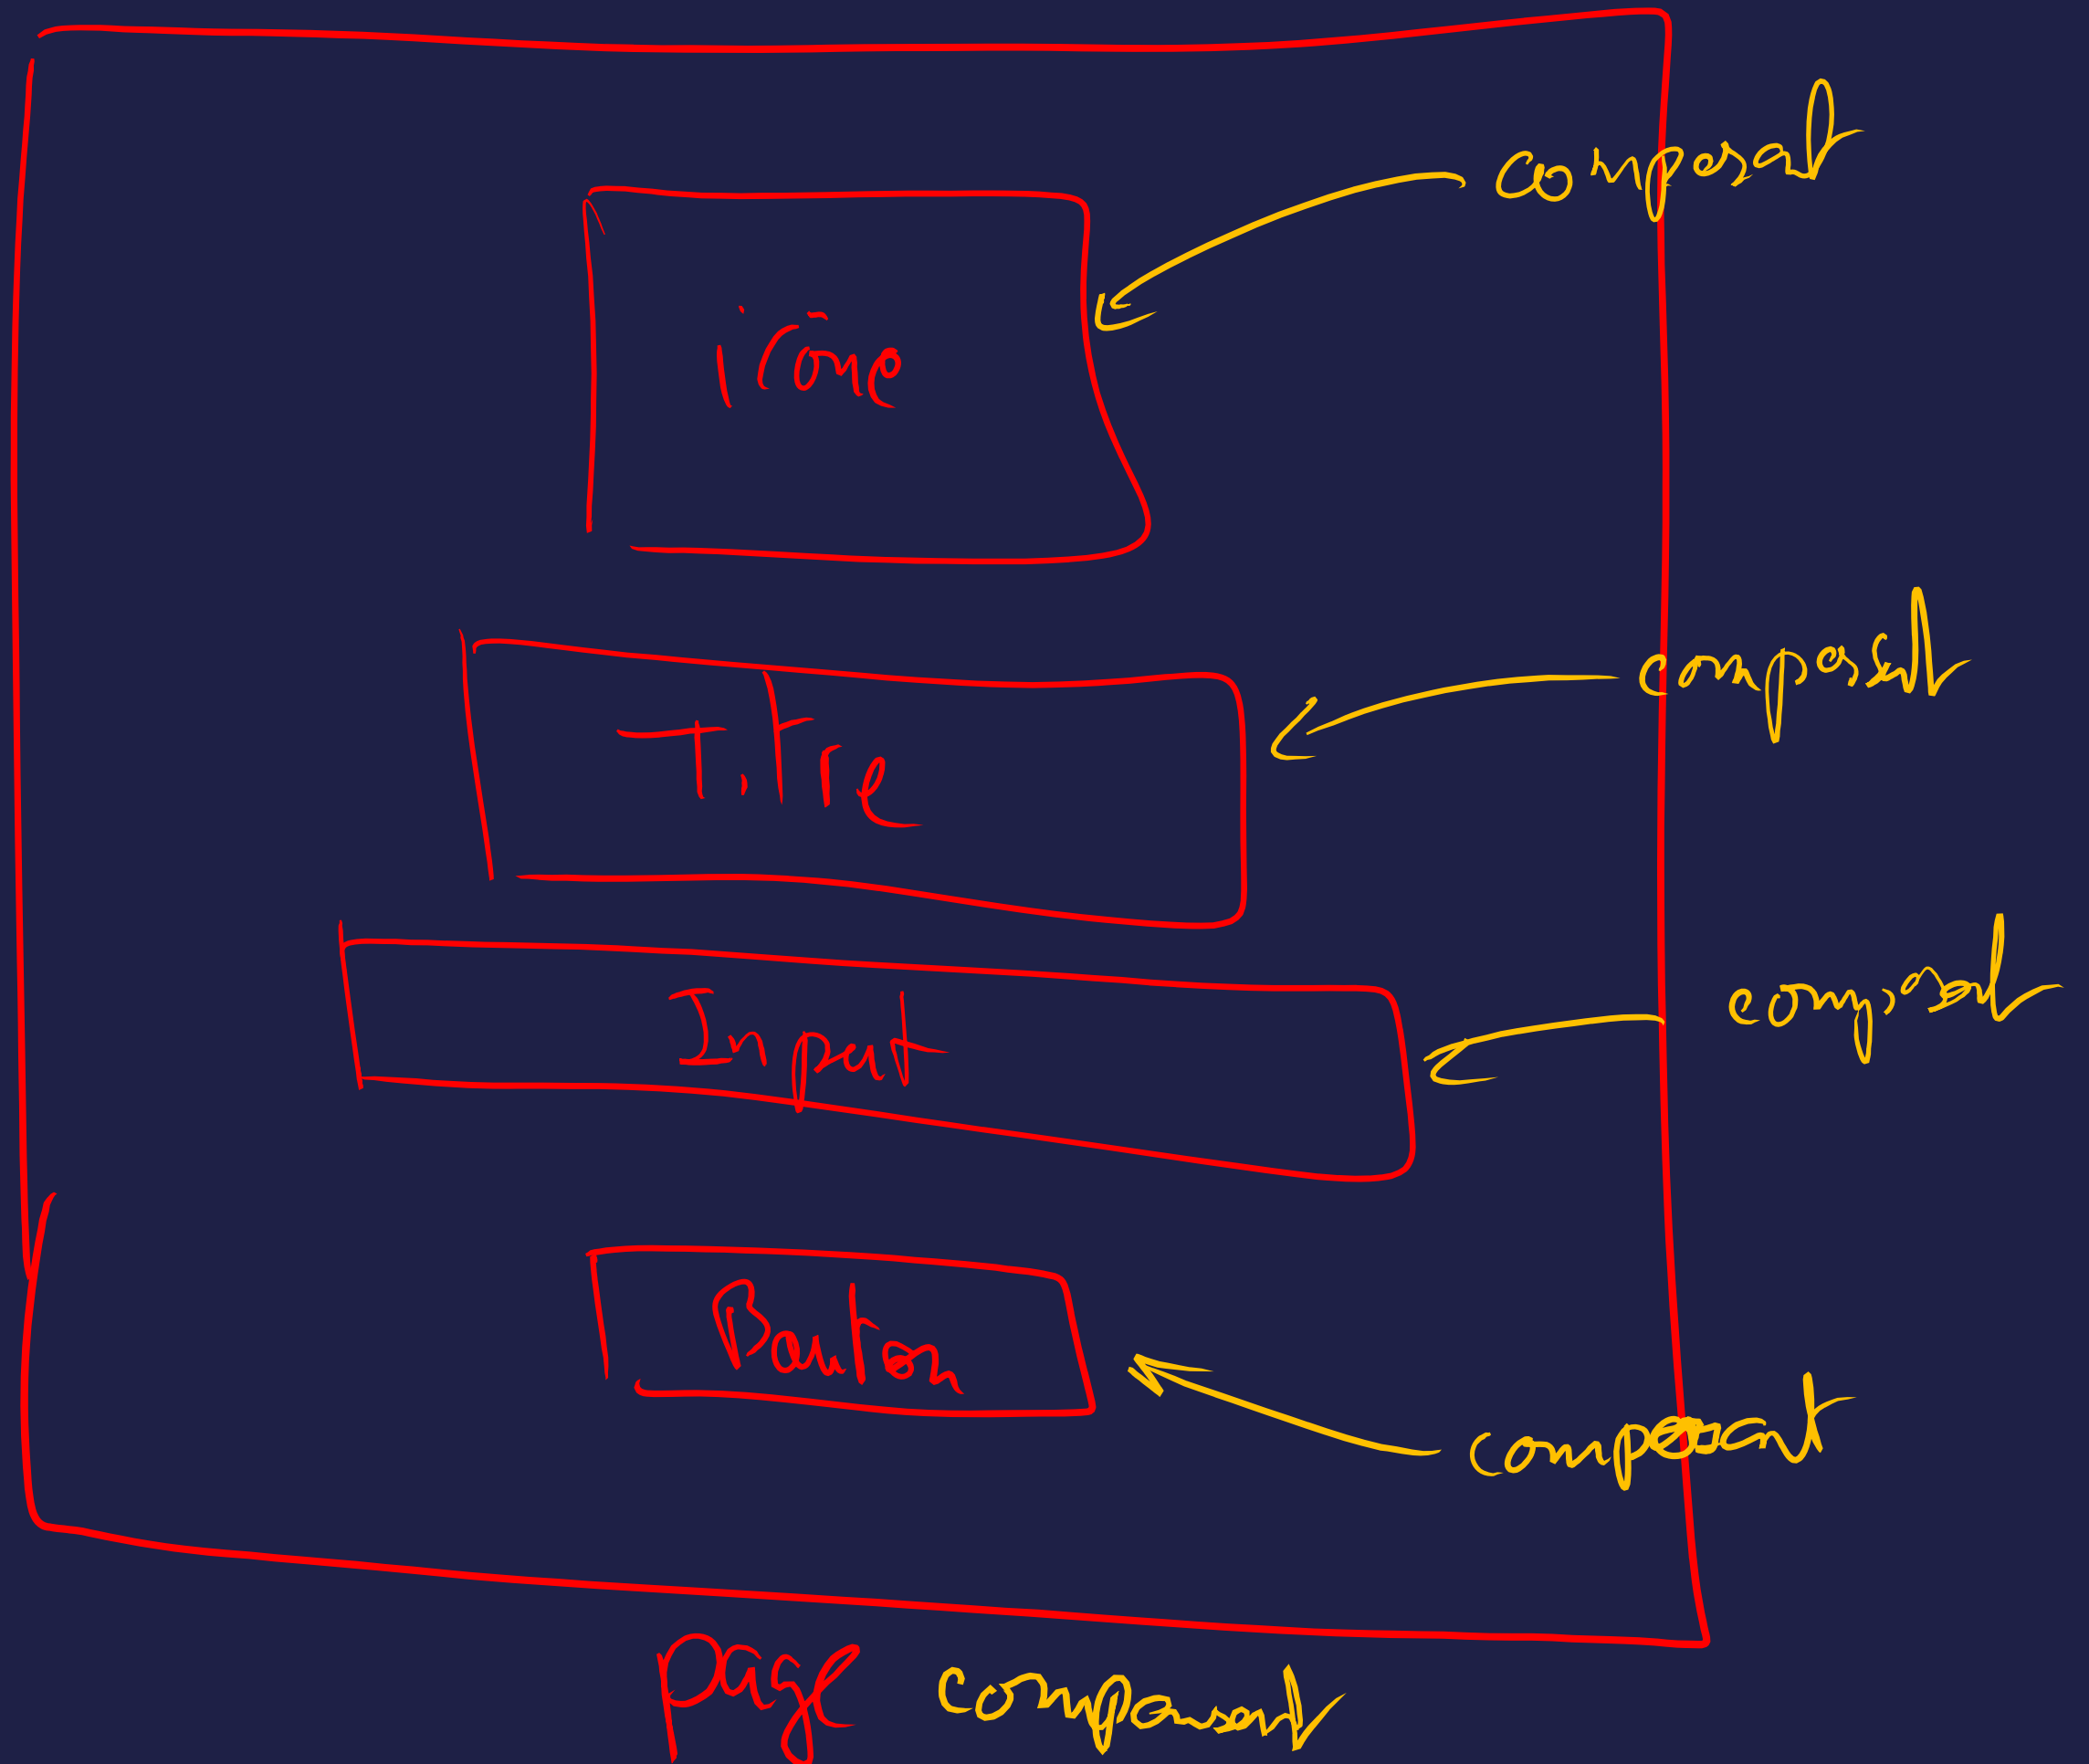 composant
icône
composant
Titre
composant
Input
Bouton
composant
page composant